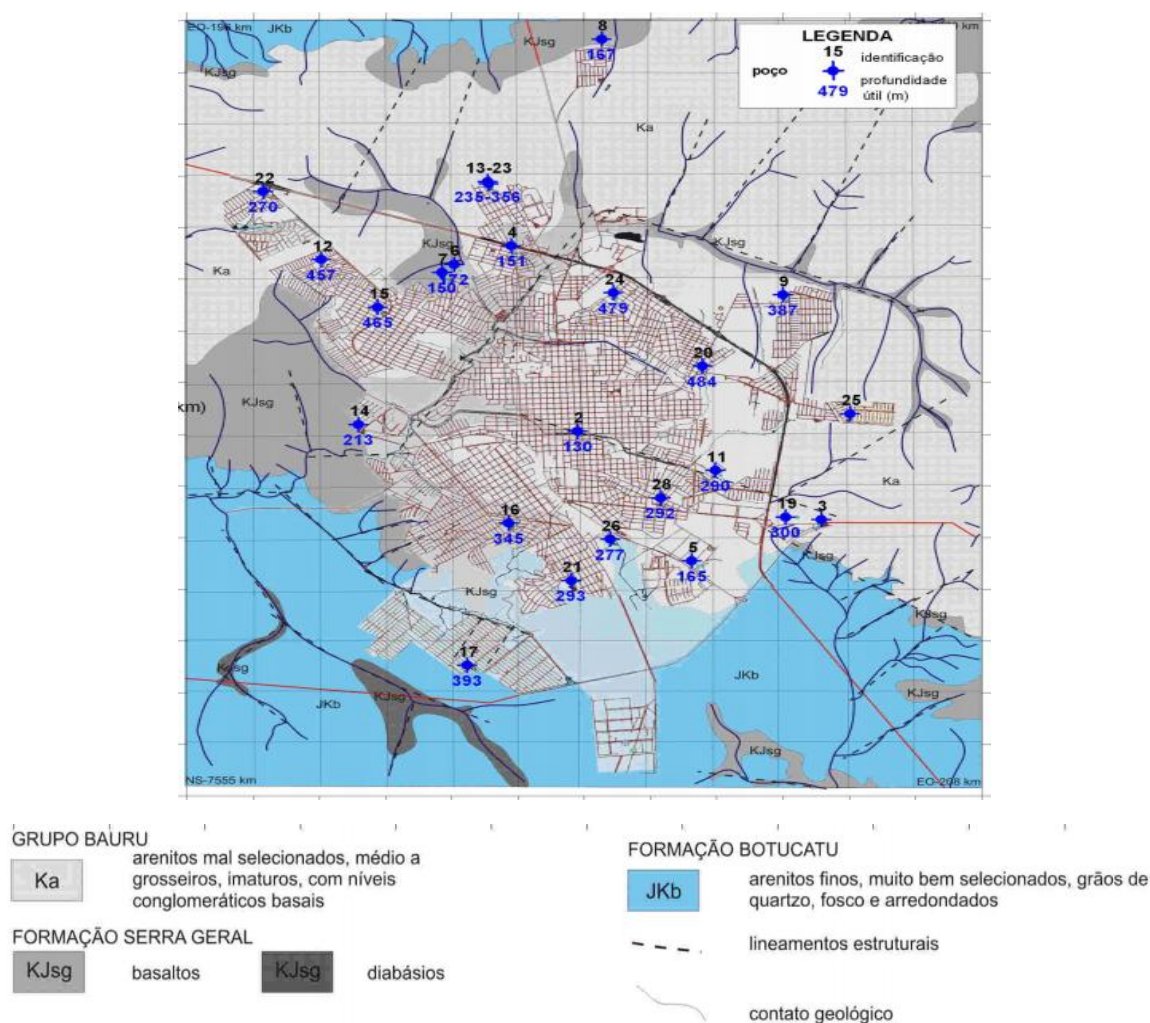 EO-196 km
JKb
8
KJsg
167
KJsg
LEGENDA
15
identificação
poço
479
profundidade
útil (m)
Ka
22
270
13-23
235-356
4
151
KJsg
KJsg
6
7
172
150
12
457
Ka
15
465
24
479
9
387
20
484
KJsg
km)
14
213
2
130
25
11
290
28
292
Ka
19
3
300
16
345
26
277
5
165
KJsg
21
293
KJsg
KJsg
17
393
KJsg
JKb
KJsg
JKb
KJsg
KJsg
NS-7555 km
EO-208 km
GRUPO BAURU
Ka
arenitos mal selecionados, médio a
grosseiros, imaturos, com níveis
conglomeráticos basais
FORMAÇÃO SERRA GERAL
KJsg
basaltos
KJsg
diabásios
FORMAÇÃO BOTUCATU
JKb
arenitos finos, muito bem selecionados, grãos de
quartzo, fosco e arredondados
lineamentos estruturais
contato geológico